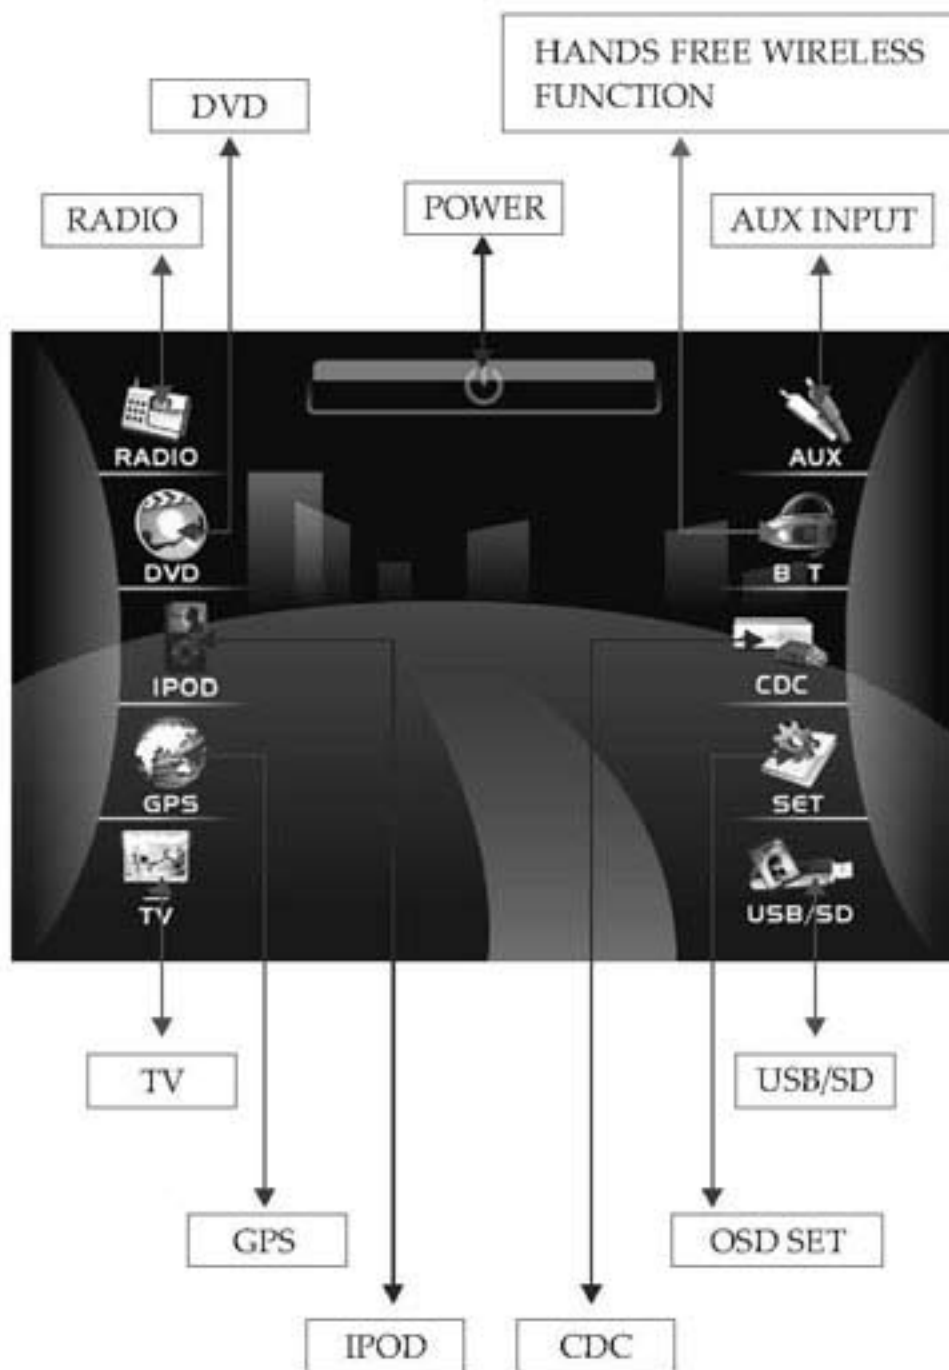 HANDS FREE WIRELESS
FUNCTION
DVD
RADIO
POWER
AUX INPUT
RADIO
AUX
DVD
B T
IPOD
CDC
GPS
SET
TV
USB/SD
TV
USB/SD
GPS
OSD SET
IPOD
CDC